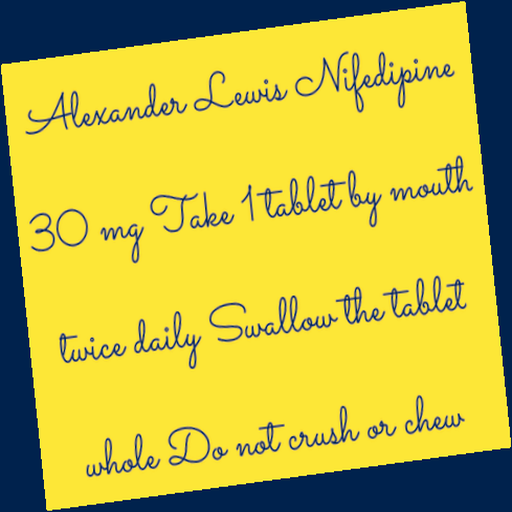 Alexander Lewis Nifedipine
30 mg Take 1 tablet by mouth
twice daily Swallow the tablet
whole Do not crush or chew